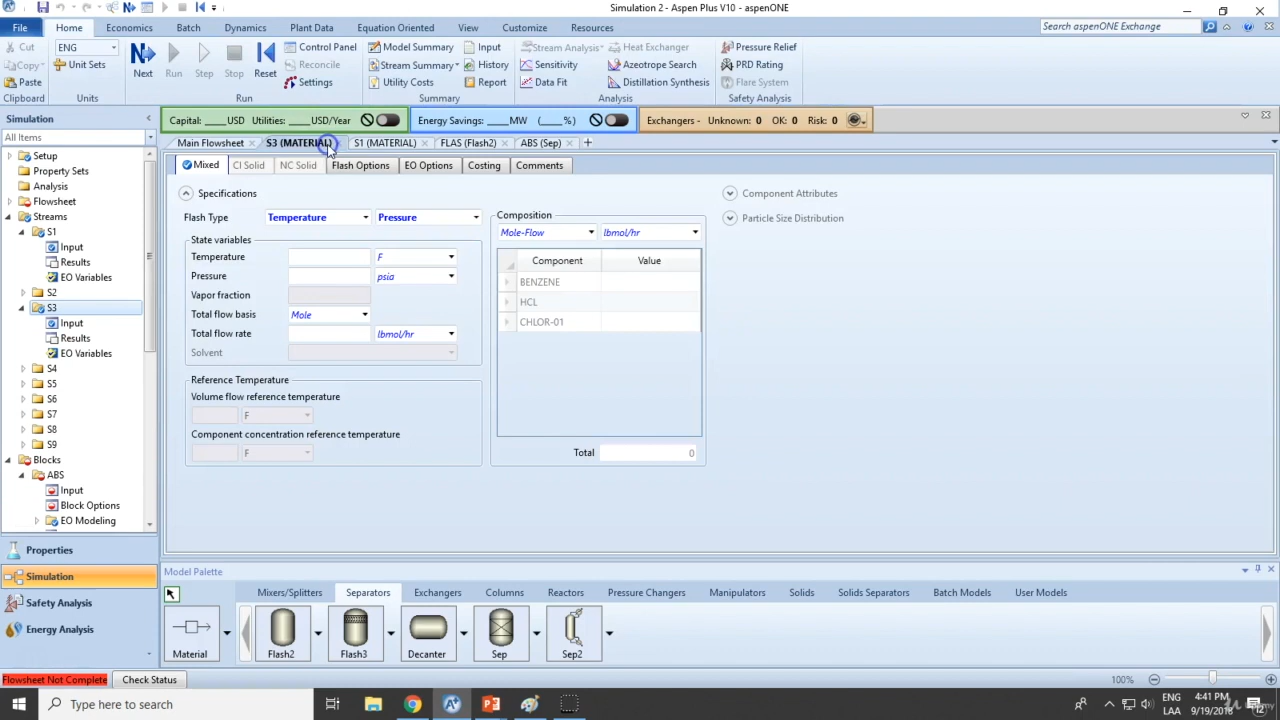 Simulation 2 - Aspen Plus V10 - aspenONE
File Home Economics Batch Dynamics Plant Data Equation Oriented View Customize Resources Search aspenONE Exchange
Cut ENG Control Panel Model Summary Input Stream Analysis Heat Exchanger Pressure Relief
Copy Unit Sets Next Run Step Stop Reset Reconcile Stream Summary History Sensitivity Azeotrope Search PRD Rating
Paste Settings Utility Costs Report Data Fit Distillation Synthesis Flare System
Clipboard Units Run Summary Analysis Safety Analysis
Simulation
Capital: ____ USD Utilities: ____ USD/Year Energy Savings: ____ MW (____ %) Exchangers - Unknown: 0 OK: 0 Risk: 0
All Items
Main Flowsheet S3 (MATERIAL) S1 (MATERIAL) FLAS (Flash2) ABS (Sep) +
Setup
Property Sets
Analysis
Flowsheet
Streams
S1
Input
Results
EO Variables
S2
S3
Input
Results
EO Variables
S4
S5
S6
S7
S8
S9
Blocks
ABS
Input
Block Options
EO Modeling
Properties
Simulation
Safety Analysis
Energy Analysis
Mixed CI Solid NC Solid Flash Options EO Options Costing Comments
Specifications
Flash Type Temperature Pressure
State variables
Temperature F
Pressure psia
Vapor fraction
Total flow basis Mole
Total flow rate lbmol/hr
Solvent
Reference Temperature
Volume flow reference temperature
F
Component concentration reference temperature
F
Composition
Mole-Flow lbmol/hr
Component Value
BENZENE
HCL
CHLOR-01
Total 0
Component Attributes
Particle Size Distribution
Model Palette
Mixers/Splitters Separators Exchangers Columns Reactors Pressure Changers Manipulators Solids Solids Separators Batch Models User Models
Material Flash2 Flash3 Decanter Sep Sep2
Flowsheet Not Complete Check Status 100%
Type here to search
ENG 4:41 PM
LAA